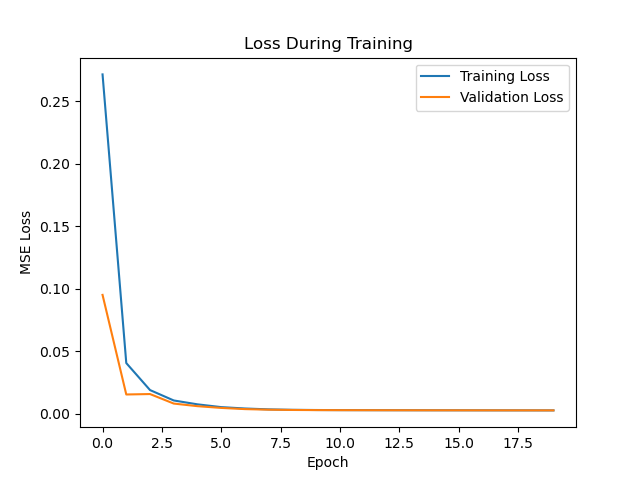 Loss During Training
Training Loss
Validation Loss
MSE Loss
0.25
0.20
0.15
0.10
0.05
0.00
0.0 2.5 5.0 7.5 10.0 12.5 15.0 17.5
Epoch